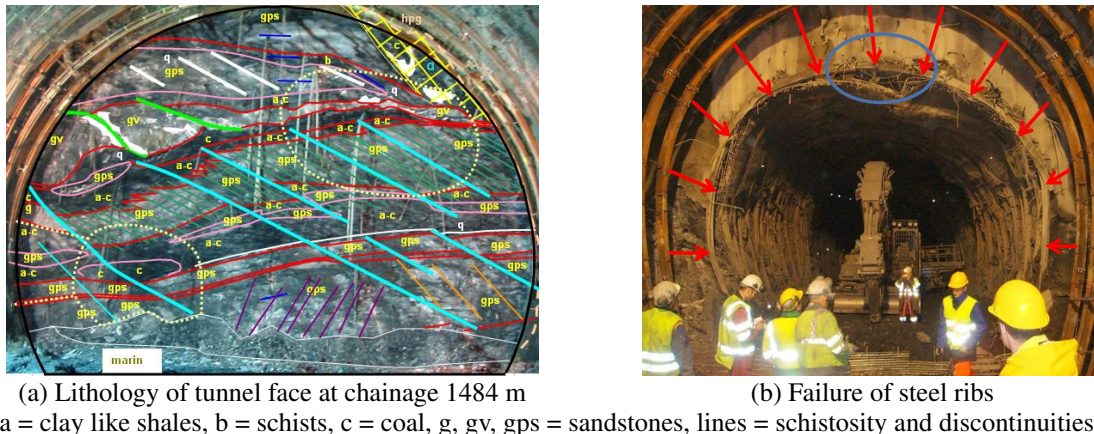 gps
hpg
c
q
b
a
gps
q
a-c
gv
gv
a-c
a-c
gv
c
a-c
gps
q
a-c
gps
gps
gps
a-c
gps
gps
c
g
a-c
gps
gps
gps
gps
a-c
a-c
gps
a-c
q
gps
gps
a-c
c
c
gps
gps
gps
gps
gps
gps
gps
marin
(a) Lithology of tunnel face at chainage 1484 m
(b) Failure of steel ribs
a = clay like shales, b = schists, c = coal, g, gv, gps = sandstones, lines = schistosity and discontinuities